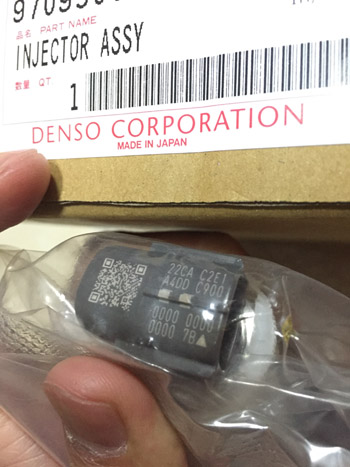 品名 PART NAME
INJECTOR ASSY
数量 QT.
1
DENSO CORPORATION
MADE IN JAPAN
22CA C2E1
A4DD C900
0000 0000
0000 7B